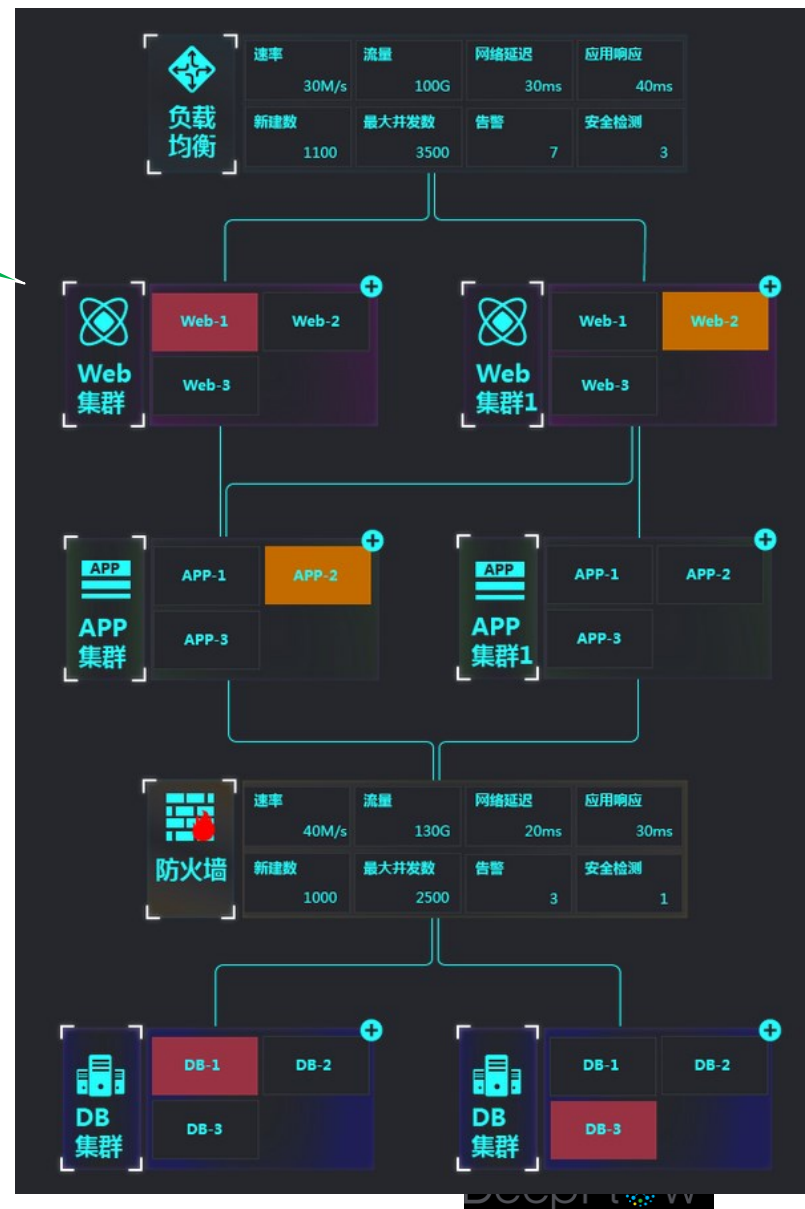 速率 流量 网络延迟 应用响应
30M/s 100G 30ms 40ms
负载
均衡
新建数 最大并发数 告警 安全检测
1100 3500 7 3
Web-1 Web-2
Web-3
Web
集群
Web-1 Web-2
Web-3
Web
集群1
APP
APP-1 APP-2
APP-3
APP
集群
APP
APP-1 APP-2
APP-3
APP
集群1
速率 流量 网络延迟 应用响应
40M/s 130G 20ms 30ms
防火墙
新建数 最大并发数 告警 安全检测
1000 2500 3 1
DB-1 DB-2
DB-3
DB
集群
DB-1 DB-2
DB-3
DB
集群